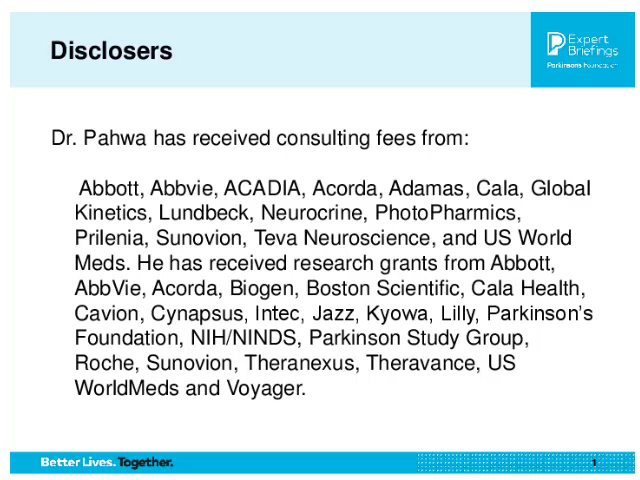 Disclosers
Expert
Briefings
Parkinson's Foundation
Dr. Pahwa has received consulting fees from:
Abbott, Abbvie, ACADIA, Acorda, Adamas, Cala, Global
Kinetics, Lundbeck, Neurocrine, PhotoPharmics,
Prilenia, Sunovion, Teva Neuroscience, and US World
Meds. He has received research grants from Abbott,
AbbVie, Acorda, Biogen, Boston Scientific, Cala Health,
Cavion, Cynapsus, Intec, Jazz, Kyowa, Lilly, Parkinson's
Foundation, NIH/NINDS, Parkinson Study Group,
Roche, Sunovion, Theranexus, Theravance, US
WorldMeds and Voyager.
Better Lives. Together.
1